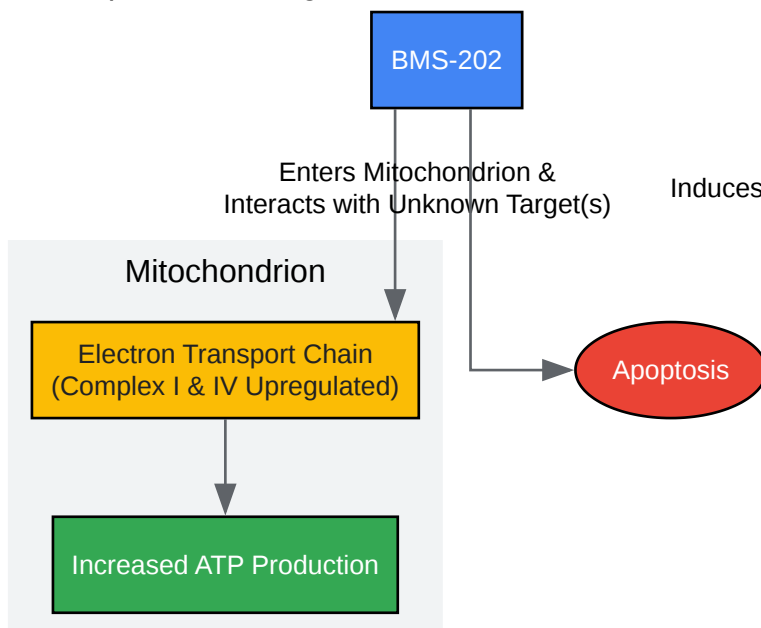 BMS-202
Enters Mitochondrion &
Interacts with Unknown Target(s)
Induces
Mitochondrion
Electron Transport Chain
(Complex I & IV Upregulated)
Apoptosis
Increased ATP Production